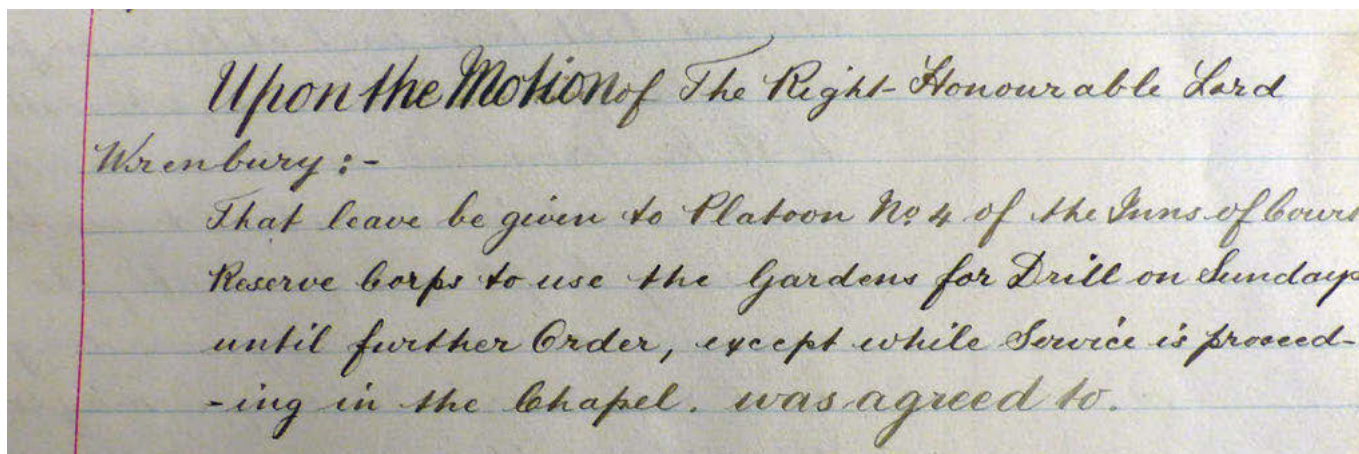 Upon the Motion of The Right Honourable Lord
Wrenbury:-
That leave be given to Platoon No 4 of the Inns of Court
Reserve Corps to use the Gardens for Drill on Sundays
until further Order, except while Service is proceed-
-ing in the Chapel. was agreed to.